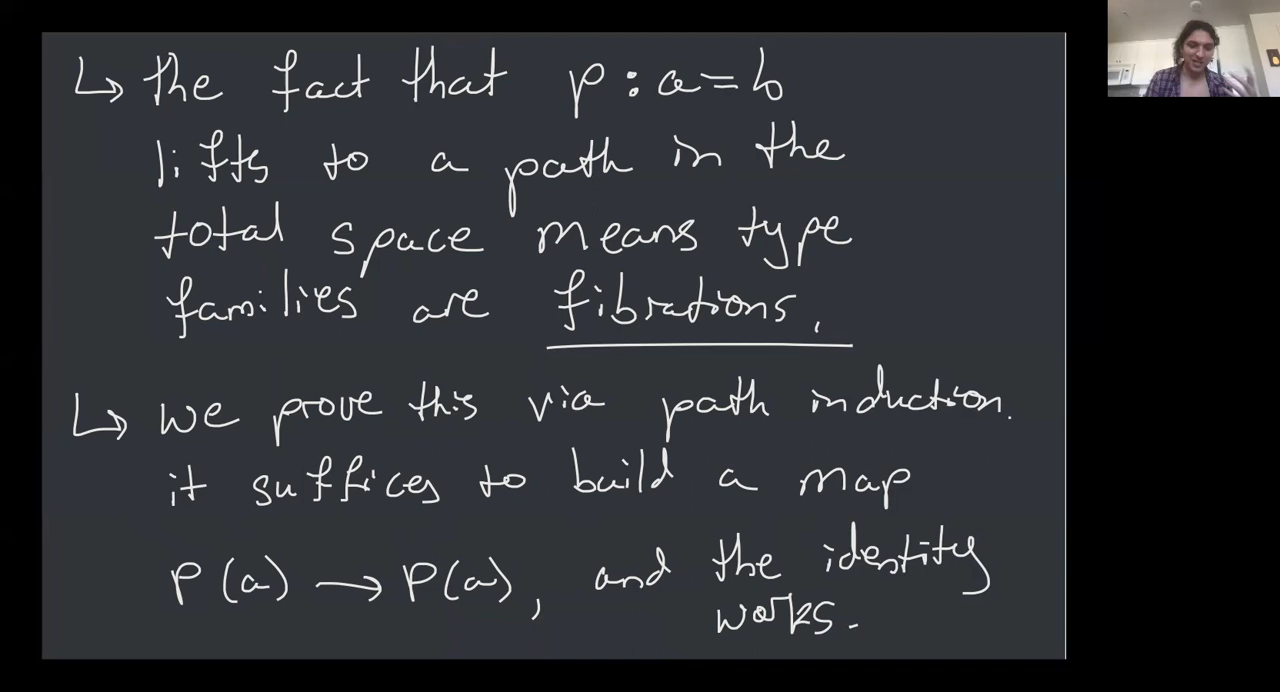 ↳ the fact that p : a = b
lifts to a path in the
total space means type
families are fibrations.
↳ we prove this via path induction.
it suffices to build a map
P(a) → P(a), and the identity
works.